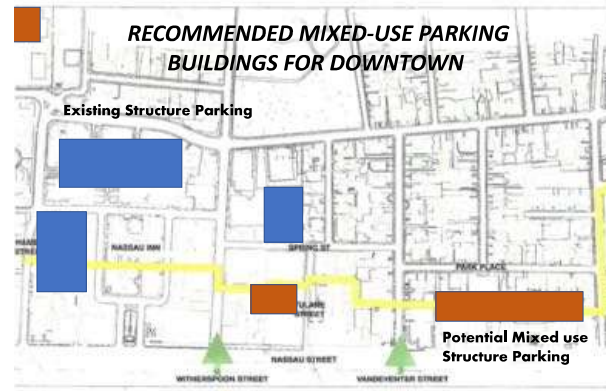 RECOMMENDED MIXED-USE PARKING
BUILDINGS FOR DOWNTOWN
Existing Structure Parking
NASSAU INN
SPRING ST
PARK PLACE
TULANE
STREET
STREET
Potential Mixed use
Structure Parking
NASSAU STREET
WITHERSPOON STREET
VANDEVENTER STREET